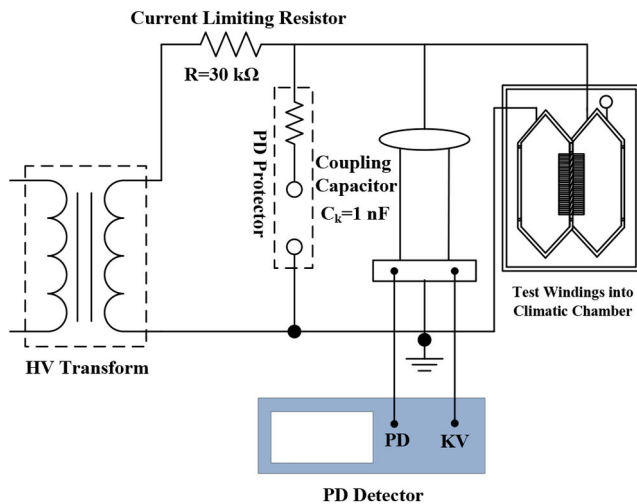 Current Limiting Resistor
R=30 kΩ
PD Protector
Coupling
Capacitor
Ck=1 nF
Test Windings into
Climatic Chamber
HV Transform
PD
KV
PD Detector